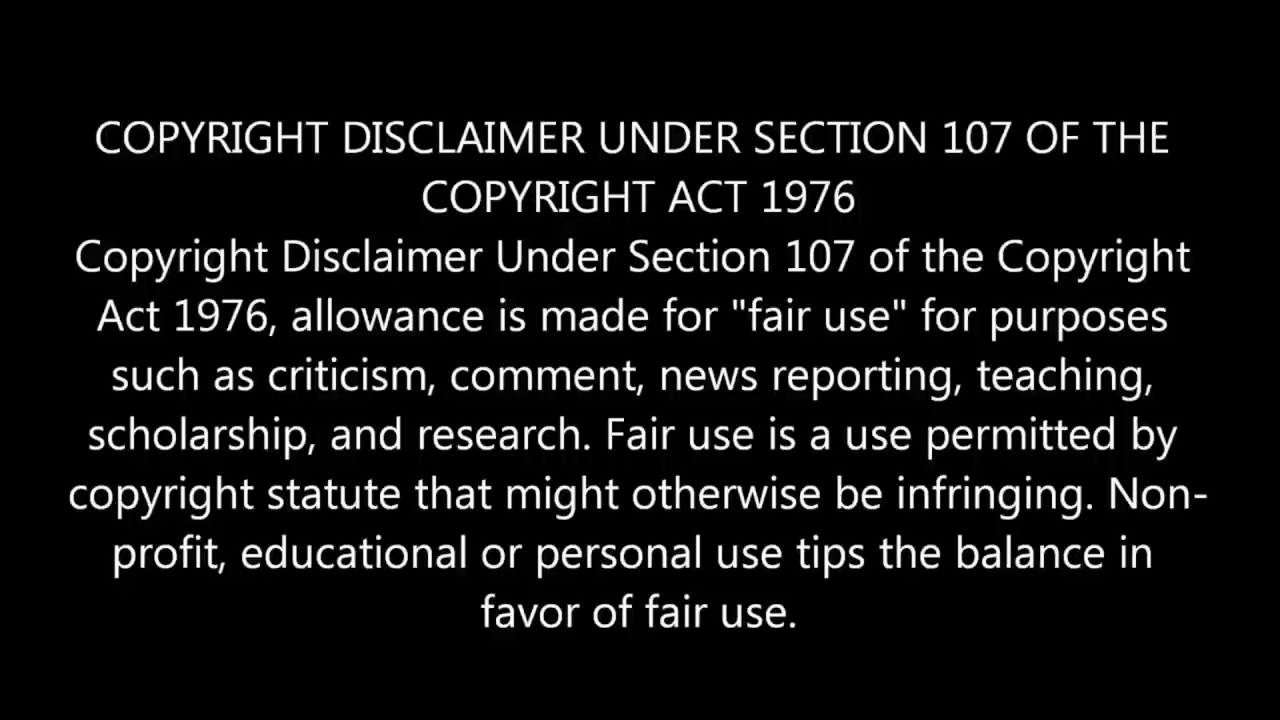 COPYRIGHT DISCLAIMER UNDER SECTION 107 OF THE
COPYRIGHT ACT 1976
Copyright Disclaimer Under Section 107 of the Copyright
Act 1976, allowance is made for "fair use" for purposes
such as criticism, comment, news reporting, teaching,
scholarship, and research. Fair use is a use permitted by
copyright statute that might otherwise be infringing. Non-
profit, educational or personal use tips the balance in
favor of fair use.